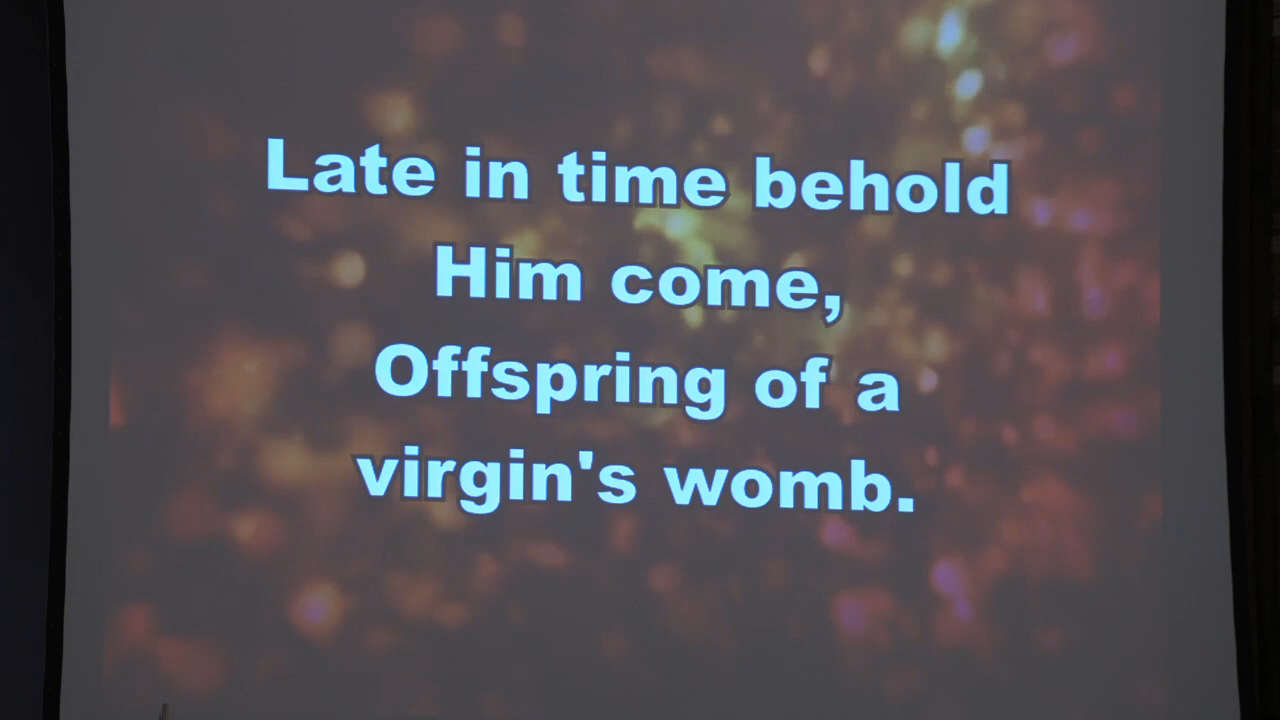 Late in time behold
Him come,
Offspring of a
virgin's womb.